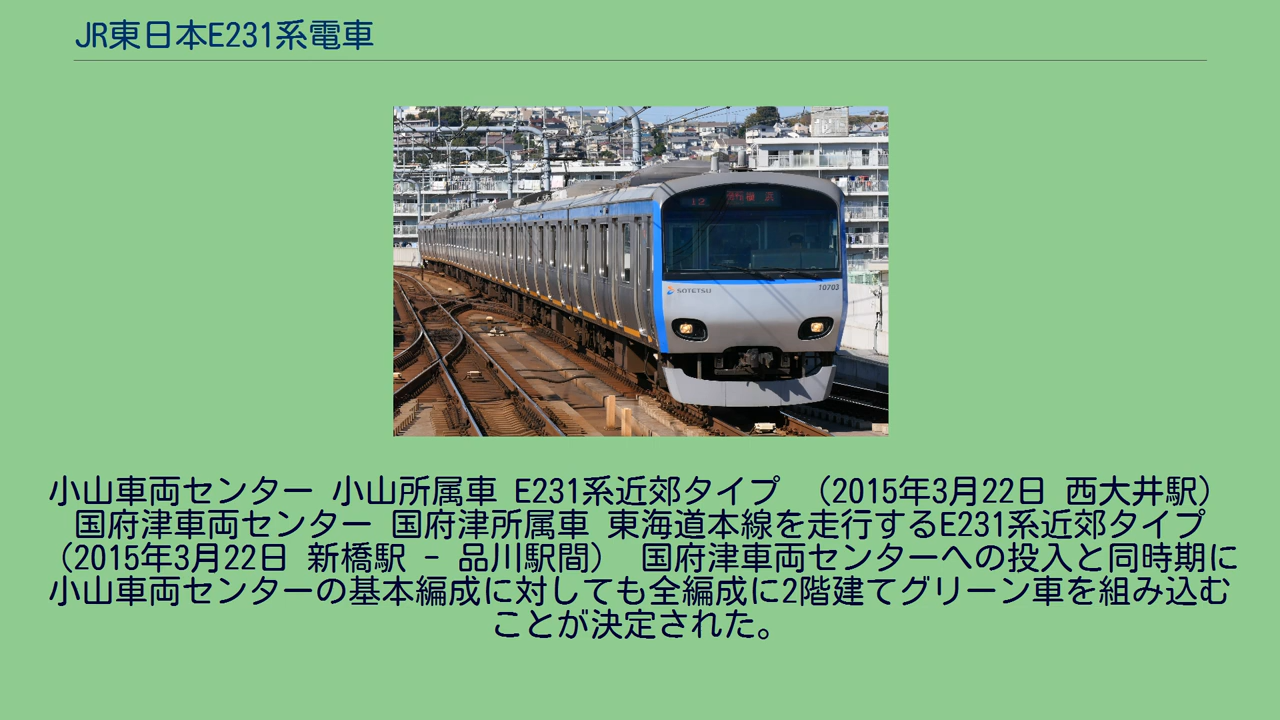 JR東日本E231系電車
12 横浜
SOTETSU
10703
小山車両センター 小山所属車 E231系近郊タイプ （2015年3月22日 西大井駅）
国府津車両センター 国府津所属車 東海道本線を走行するE231系近郊タイプ
（2015年3月22日 新橋駅 - 品川駅間） 国府津車両センターへの投入と同時期に
小山車両センターの基本編成に対しても全編成に2階建てグリーン車を組み込む
ことが決定された。